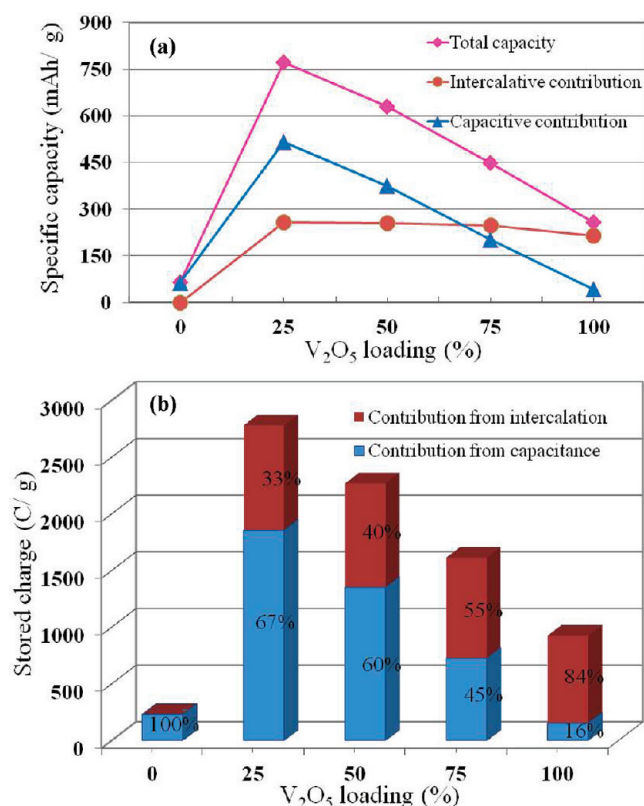 (a)
Total capacity
Intercalative contribution
Capacitive contribution
Specific capacity (mAh/ g)
900
750
600
450
300
150
0
0 25 50 75 100
V₂O₅ loading (%)
(b)
Contribution from intercalation
Contribution from capacitance
Stored charge (C/ g)
3000
2500
2000
1500
1000
500
0
33%
40%
55%
84%
67%
60%
45%
16%
100%
0 25 50 75 100
V₂O₅ loading (%)